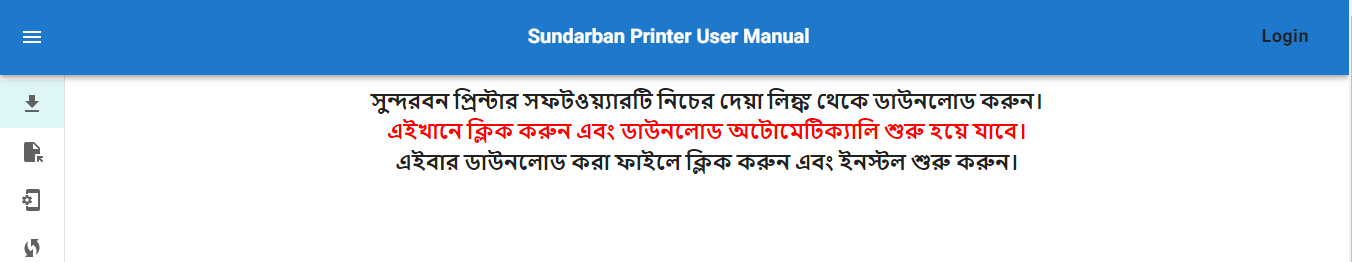 Sundarban Printer User Manual
Login
সুন্দরবন প্রিন্টার সফটওয়্যারটি নিচের দেয়া লিঙ্ক থেকে ডাউনলোড করুন।
এইখানে ক্লিক করুন এবং ডাউনলোড অটোমেটিক্যালি শুরু হয়ে যাবে।
এইবার ডাউনলোড করা ফাইলে ক্লিক করুন এবং ইনস্টল শুরু করুন।